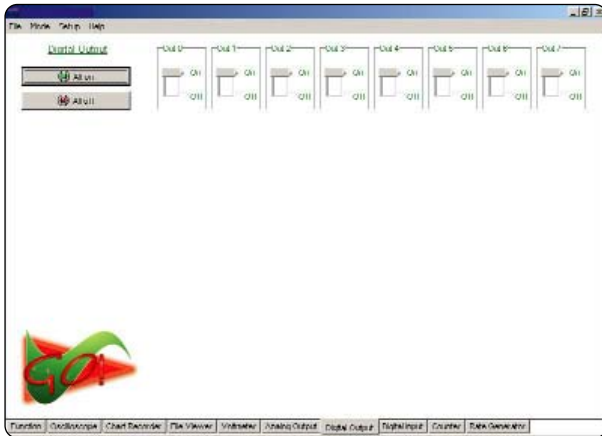 File Mode Setup Help
Digital Output
All on
All off
Out 0 Out 1 Out 2 Out 3 Out 4 Out 5 Out 6 Out 7
On On On On On On On On
Off Off Off Off Off Off Off Off
GO!
Function Oscilloscope Chart Recorder File Viewer Voltmeter Analog Output Digital Output Digital Input Counter Rate Generator